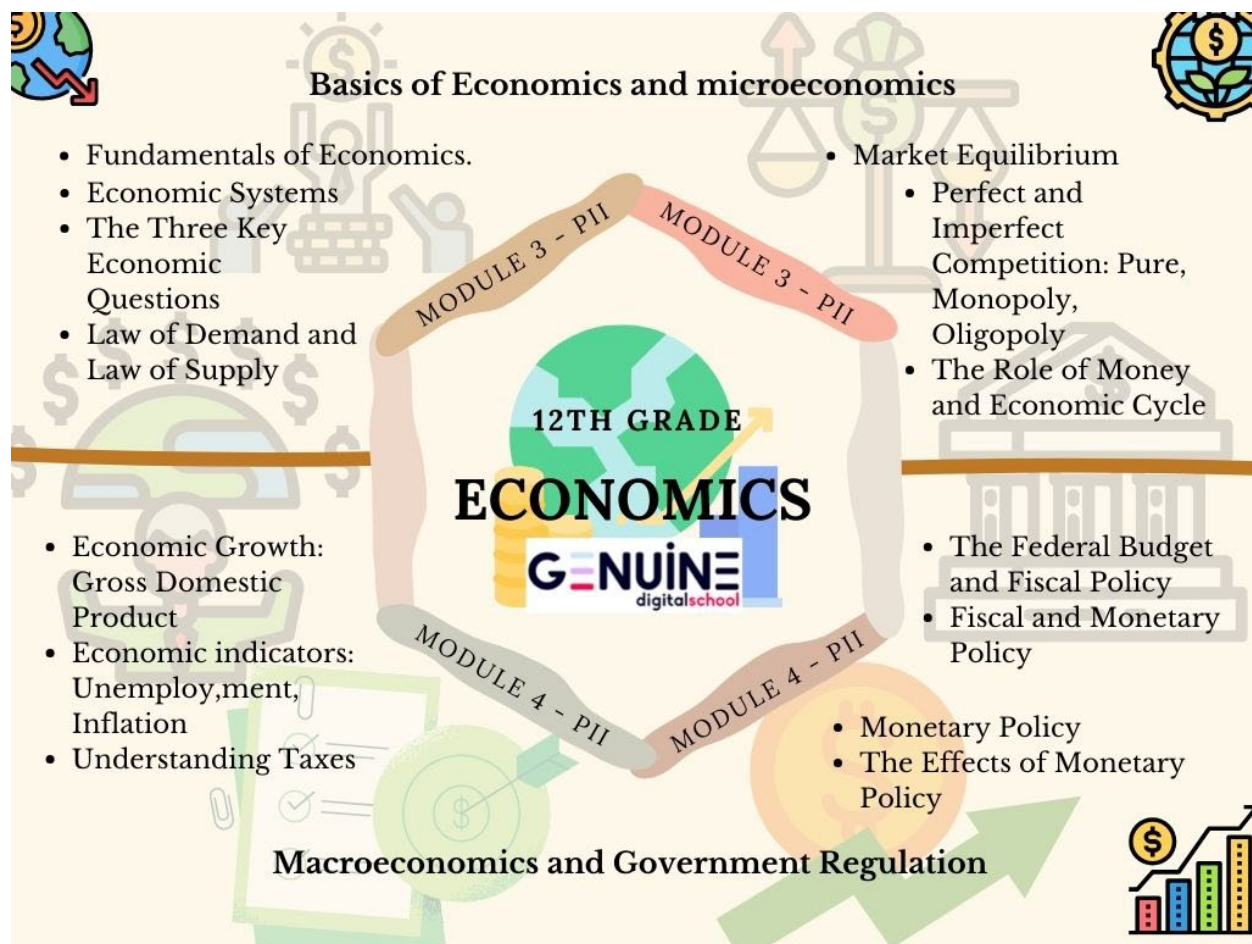 Basics of Economics and microeconomics
• Fundamentals of Economics.
• Economic Systems
• The Three Key
Economic
Questions
• Law of Demand and
Law of Supply
• Market Equilibrium
• Perfect and
Imperfect
Competition: Pure,
Monopoly,
Oligopoly
• The Role of Money
and Economic Cycle
MODULE 3 - PII
MODULE 3 - PII
12TH GRADE
ECONOMICS
GENUINE
digitalschool
MODULE 4 - PII
MODULE 4 - PII
• Economic Growth:
Gross Domestic
Product
• Economic indicators:
Unemploy,ment,
Inflation
• Understanding Taxes
• The Federal Budget
and Fiscal Policy
• Fiscal and Monetary
Policy
• Monetary Policy
• The Effects of Monetary
Policy
Macroeconomics and Government Regulation